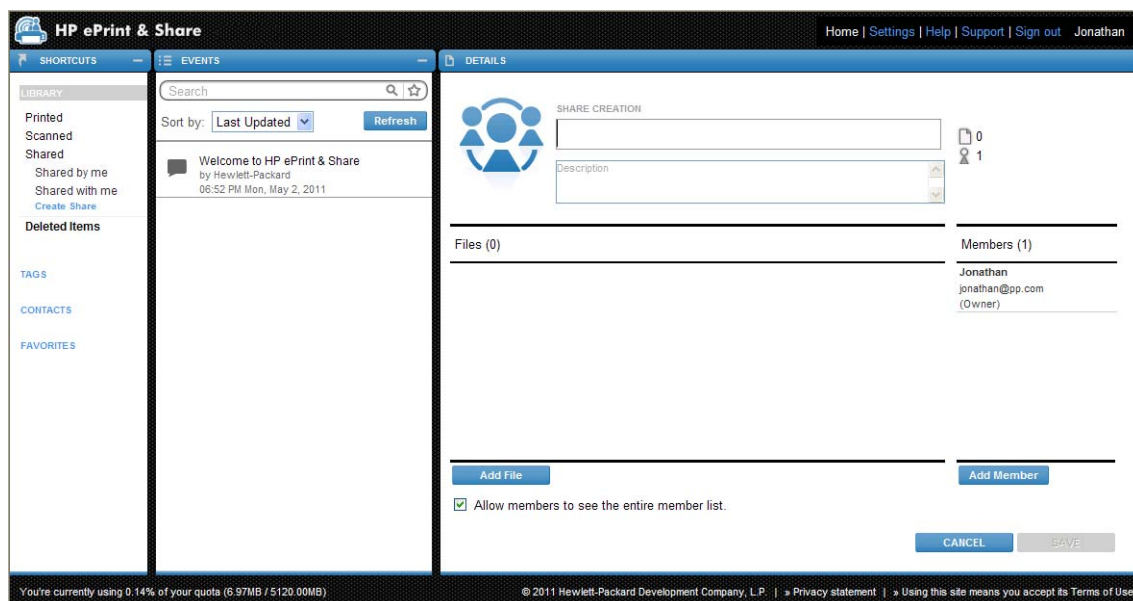 HP ePrint & Share
Home | Settings | Help | Support | Sign out Jonathan
SHORTCUTS
LIBRARY
Printed
Scanned
Shared
Shared by me
Shared with me
Create Share
Deleted Items
TAGS
CONTACTS
FAVORITES
EVENTS
Search
Sort by: Last Updated Refresh
Welcome to HP ePrint & Share
by Hewlett-Packard
06:52 PM Mon, May 2, 2011
DETAILS
SHARE CREATION
Description
0
1
Files (0)
Add File
Members (1)
Jonathan
jonathan@pp.com
(Owner)
Add Member
Allow members to see the entire member list.
CANCEL SAVE
You're currently using 0.14% of your quota (6.97MB / 5120.00MB)
© 2011 Hewlett-Packard Development Company, L.P. | » Privacy statement | » Using this site means you accept its Terms of Use